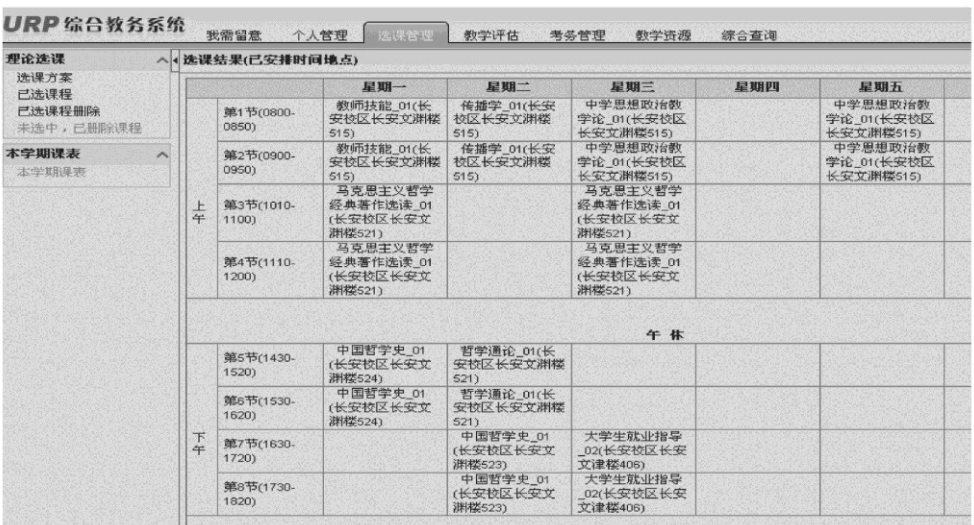 URP 综合教务系统
我需留意 个人管理 选课管理 教学评估 考务管理 教学资源 综合查询
理论选课
选课方案
已选课程
已选课程删除
未选中，已删除课程
本学期课表
本学期课表
选课结果(已安排时间地点)
星期一 星期二 星期三 星期四 星期五
上午
第1节(0800-
0850)
教师技能_01(长
安校区长安文渊楼
515)
传播学_01(长安
校区长安文渊楼
515)
中学思想政治教
学论_01(长安校区
长安文渊楼515)
中学思想政治教
学论_01(长安校区
长安文渊楼515)
第2节(0900-
0950)
教师技能_01(长
安校区长安文渊楼
515)
传播学_01(长安
校区长安文渊楼
515)
中学思想政治教
学论_01(长安校区
长安文渊楼515)
中学思想政治教
学论_01(长安校区
长安文渊楼515)
第3节(1010-
1100)
马克思主义哲学
经典著作选读_01
(长安校区长安文
渊楼521)
马克思主义哲学
经典著作选读_01
(长安校区长安文
渊楼521)
第4节(1110-
1200)
马克思主义哲学
经典著作选读_01
(长安校区长安文
渊楼521)
马克思主义哲学
经典著作选读_01
(长安校区长安文
渊楼521)
午 休
下午
第5节(1430-
1520)
中国哲学史_01
(长安校区长安文
渊楼524)
哲学通论_01(长
安校区长安文渊楼
521)
第6节(1530-
1620)
中国哲学史_01
(长安校区长安文
渊楼524)
哲学通论_01(长
安校区长安文渊楼
521)
第7节(1630-
1720)
中国哲学史_01
(长安校区长安文
渊楼523)
大学生就业指导
_02(长安校区长安
文津楼406)
第8节(1730-
1820)
中国哲学史_01
(长安校区长安文
渊楼523)
大学生就业指导
_02(长安校区长安
文津楼406)